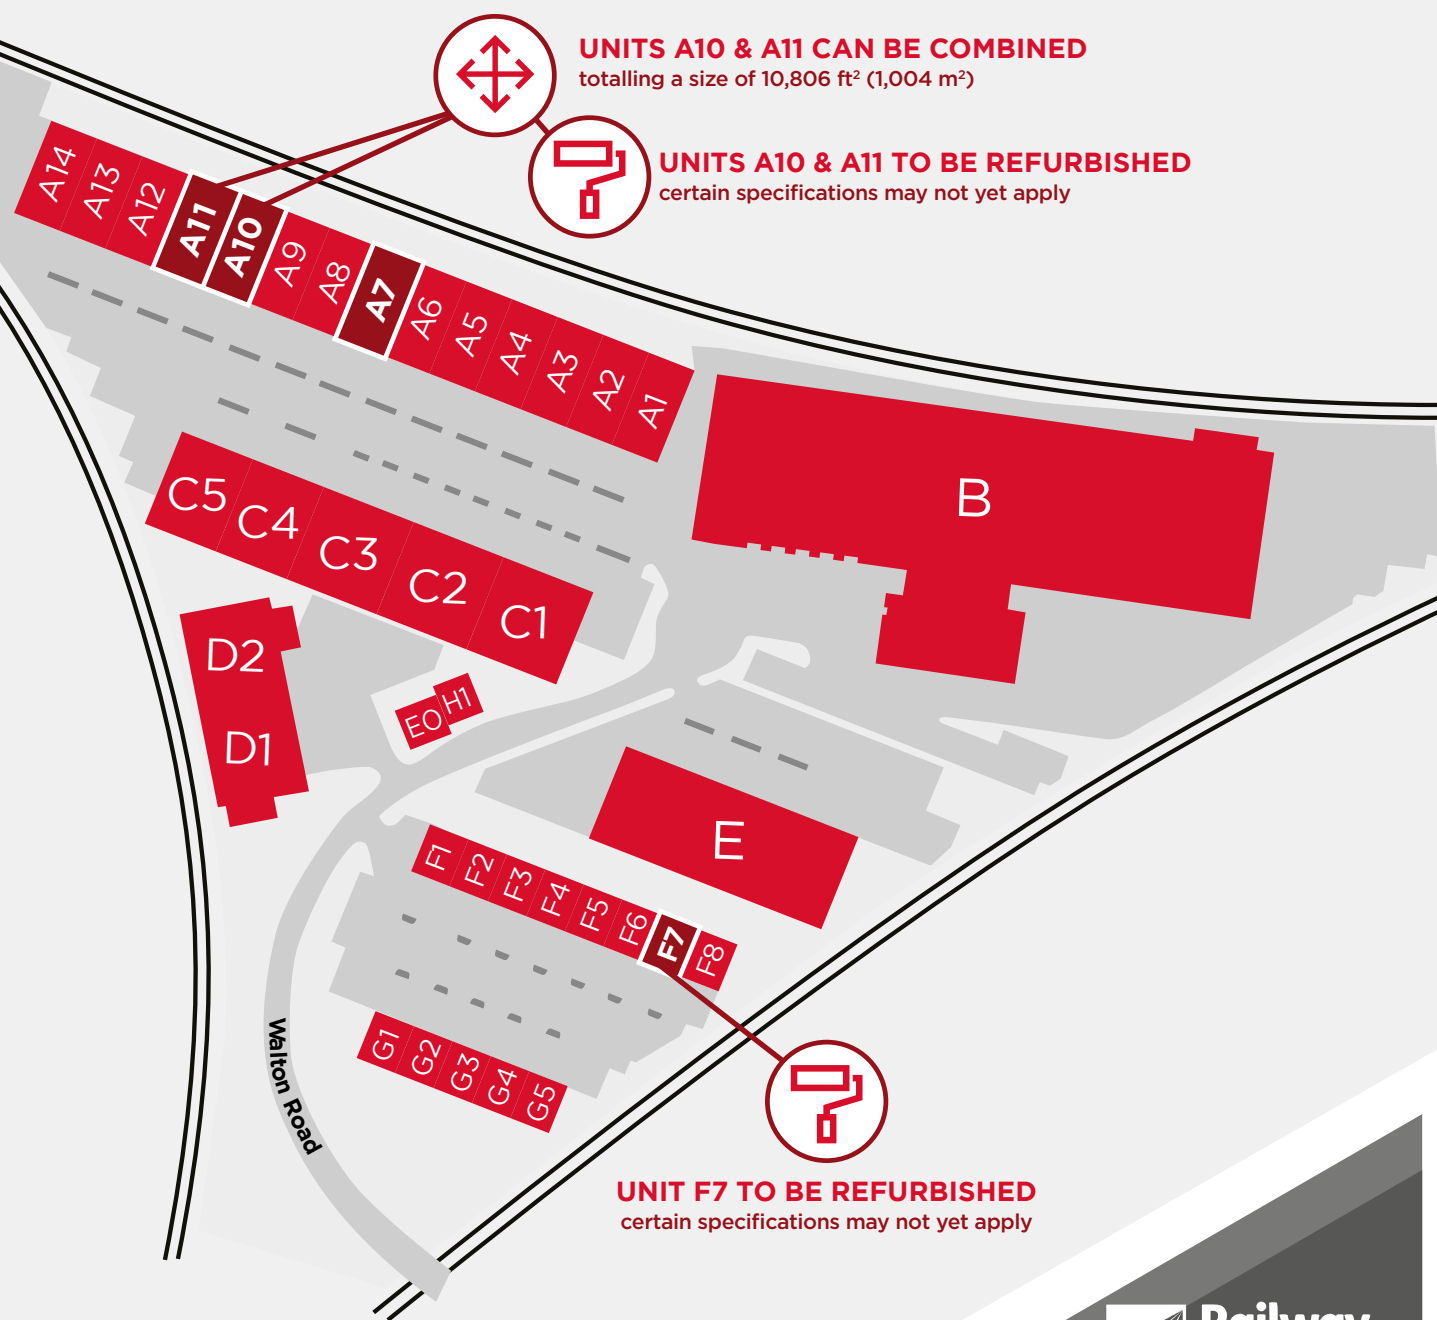 UNITS A10 & A11 CAN BE COMBINED
totalling a size of 10,806 ft² (1,004 m²)
UNITS A10 & A11 TO BE REFURBISHED
certain specifications may not yet apply
A14
A13
A12
A11
A10
A9
A8
A7
A6
A5
A4
A3
A2
A1
B
C5
C4
C3
C2
C1
D2
D1
EO
H1
E
F1
F2
F3
F4
F5
F6
F7
F8
G1
G2
G3
G4
G5
Walton Road
UNIT F7 TO BE REFURBISHED
certain specifications may not yet apply
Railway